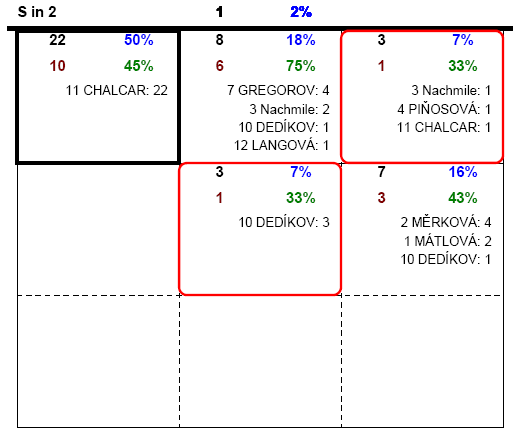 S in 2 1 2%
22 50% 8 18% 3 7%
10 45% 6 75% 1 33%
11 CHALCAR: 22 7 GREGOROV: 4 3 Nachmile: 1
3 Nachmile: 2 4 PIŇOSOVÁ: 1
10 DEDÍKOV: 1 11 CHALCAR: 1
12 LANGOVÁ: 1
3 7% 7 16%
1 33% 3 43%
10 DEDÍKOV: 3 2 MĚRKOVÁ: 4
1 MÁTLOVÁ: 2
10 DEDÍKOV: 1